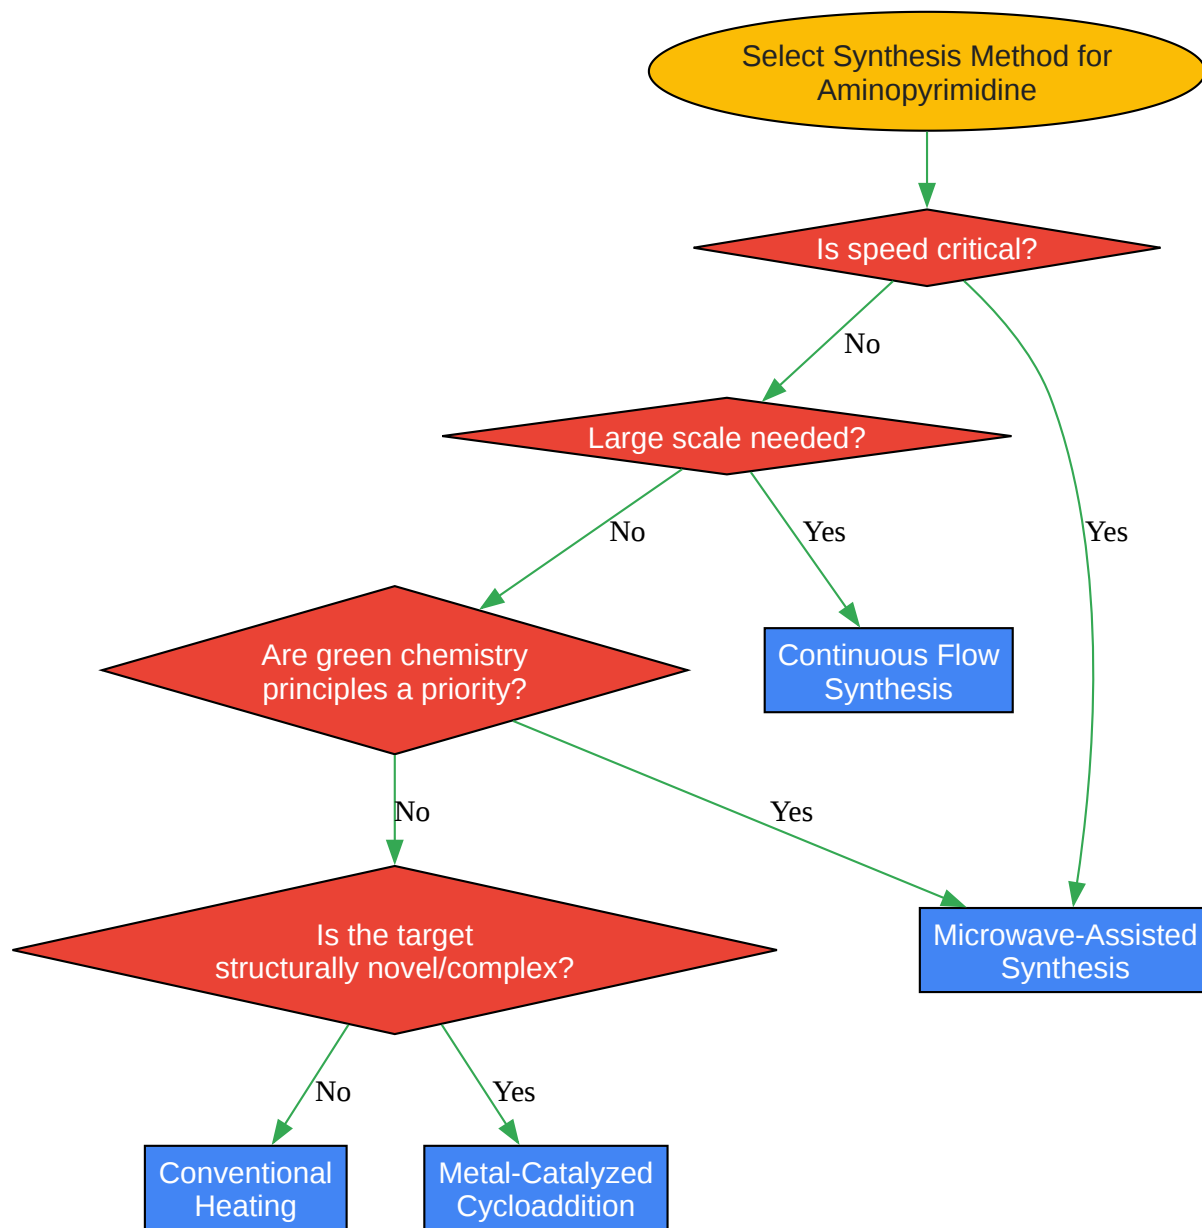 Select Synthesis Method for
Aminopyrimidine
Is speed critical?
No
Large scale needed?
No
Yes
Yes
Are green chemistry
principles a priority?
Continuous Flow
Synthesis
No
Yes
Is the target
structurally novel/complex?
Microwave-Assisted
Synthesis
No
Yes
Conventional
Heating
Metal-Catalyzed
Cycloaddition